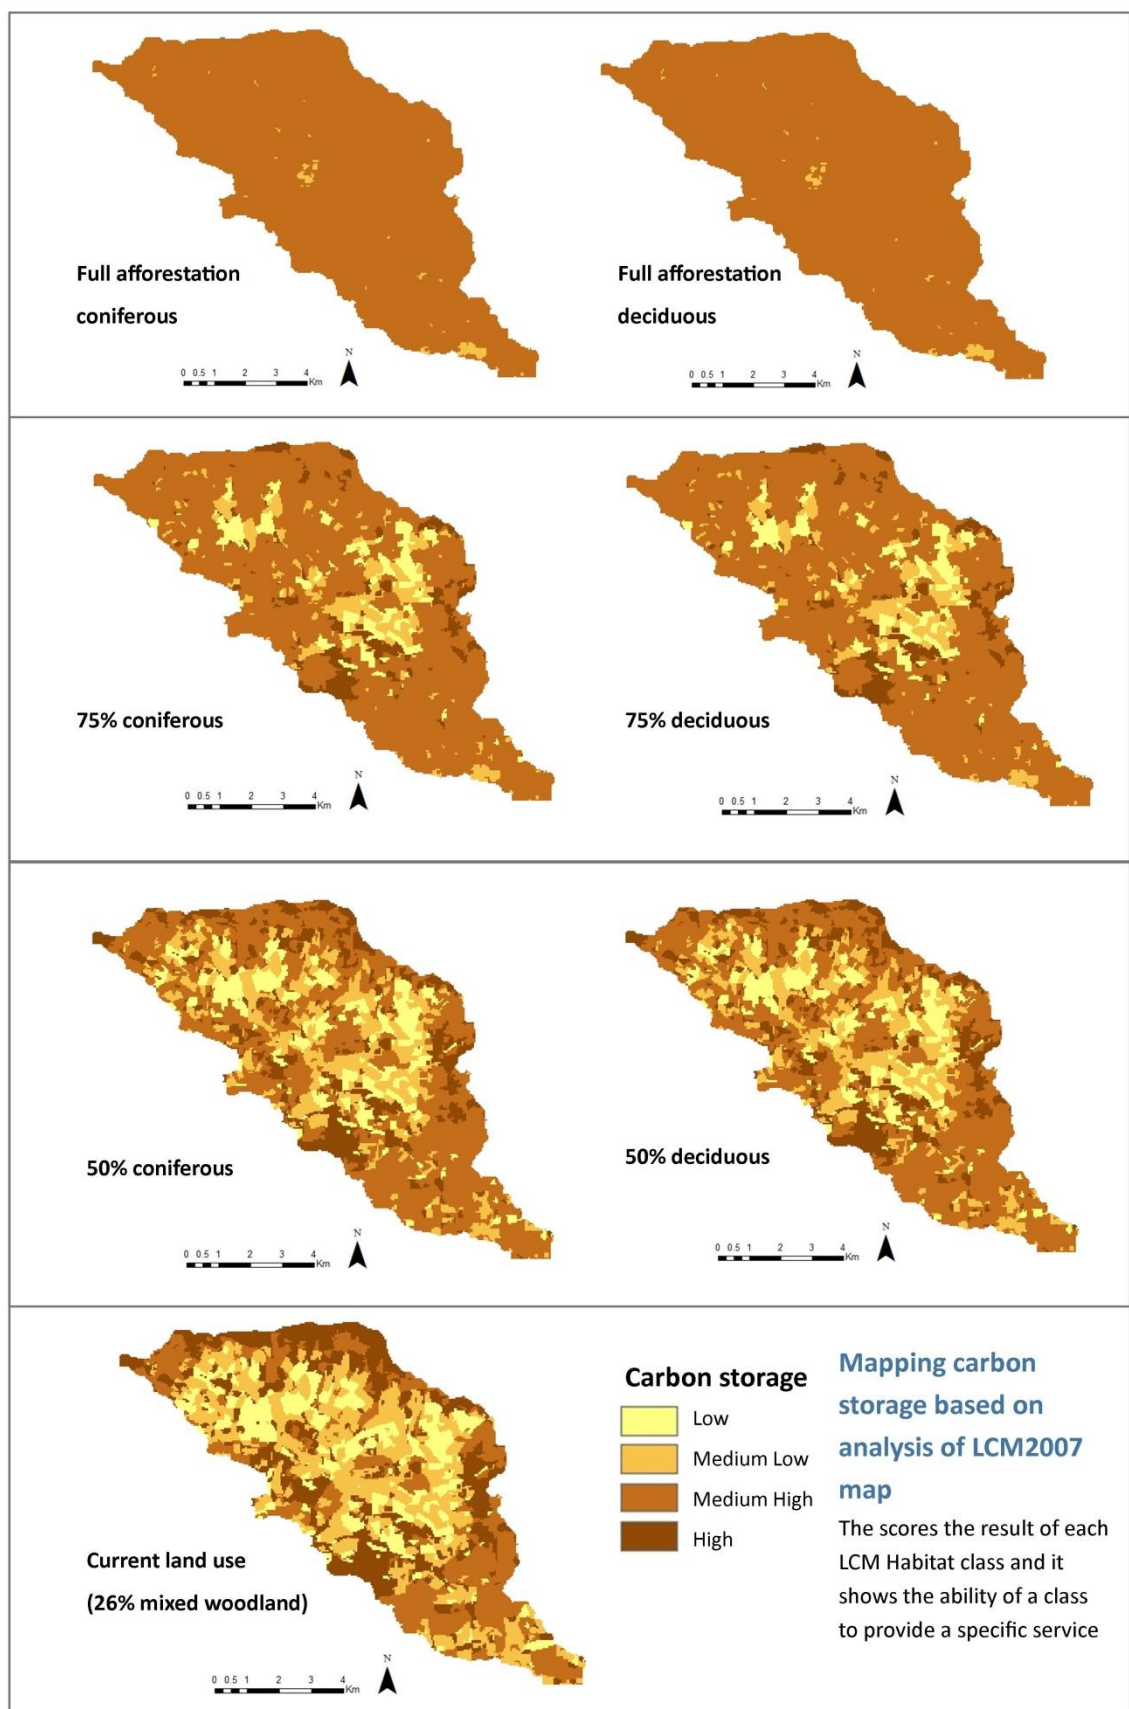 Full afforestation
coniferous
N
0 0.5 1 2 3 4
Km
Full afforestation
deciduous
N
0 0.5 1 2 3 4
Km
75% coniferous
N
0 0.5 1 2 3 4
Km
75% deciduous
N
0 0.5 1 2 3 4
Km
50% coniferous
N
0 0.5 1 2 3 4
Km
50% deciduous
N
0 0.5 1 2 3 4
Km
Current land use
(26% mixed woodland)
N
0 0.5 1 2 3 4
Km
Carbon storage
Low
Medium Low
Medium High
High
Mapping carbon
storage based on
analysis of LCM2007
map
The scores the result of each
LCM Habitat class and it
shows the ability of a class
to provide a specific service